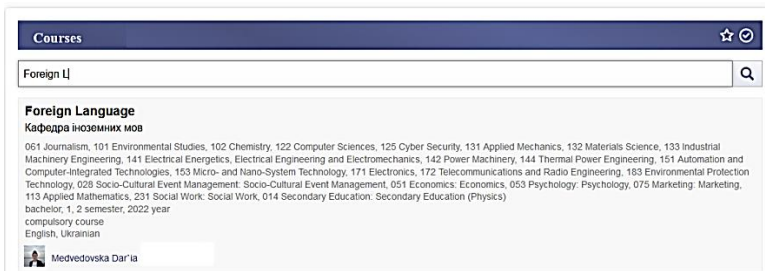 Courses
Foreign L
Foreign Language
Кафедра іноземних мов
061 Journalism, 101 Environmental Studies, 102 Chemistry, 122 Computer Sciences, 125 Cyber Security, 131 Applied Mechanics, 132 Materials Science, 133 Industrial
Machinery Engineering, 141 Electrical Energetics, Electrical Engineering and Electromechanics, 142 Power Machinery, 144 Thermal Power Engineering, 151 Automation and
Computer-Integrated Technologies, 153 Micro- and Nano-System Technology, 171 Electronics, 172 Telecommunications and Radio Engineering, 183 Environmental Protection
Technology, 028 Socio-Cultural Event Management: Socio-Cultural Event Management, 051 Economics: Economics, 053 Psychology: Psychology, 075 Marketing: Marketing,
113 Applied Mathematics, 231 Social Work: Social Work, 014 Secondary Education: Secondary Education (Physics)
bachelor, 1, 2 semester, 2022 year
compulsory course
English, Ukrainian
Medvedovska Dar'ia